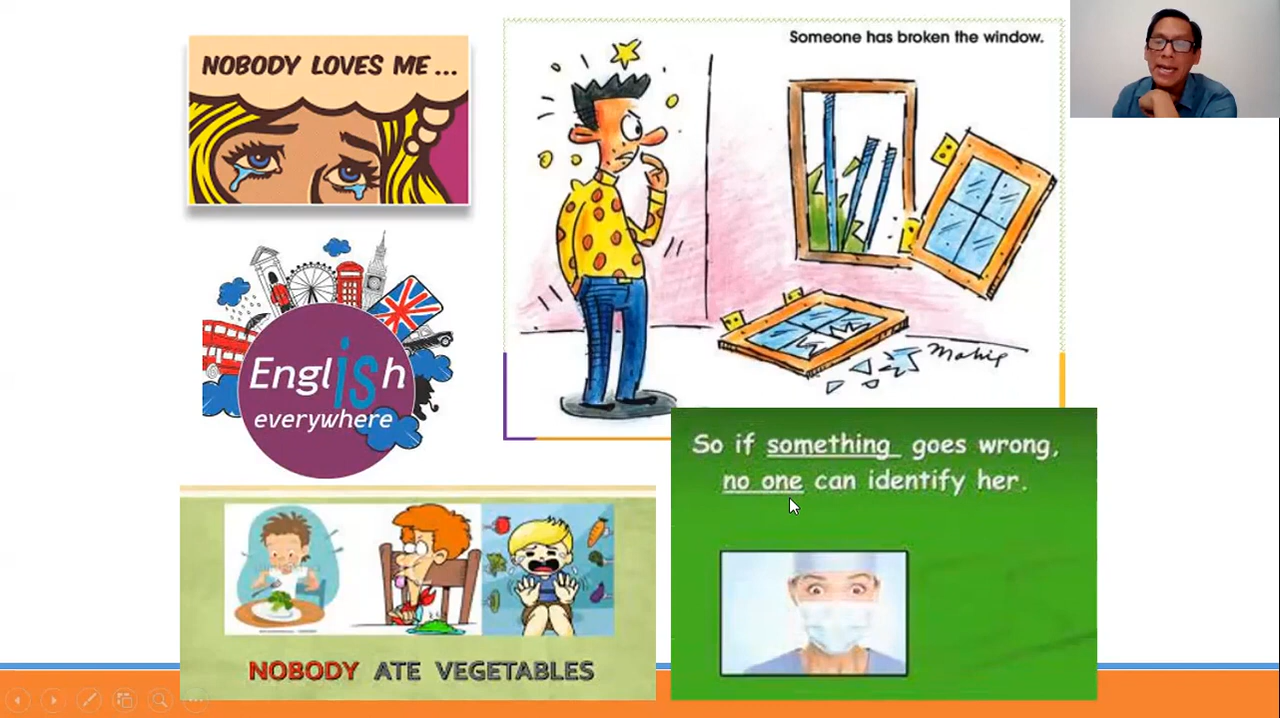 NOBODY LOVES ME...
Someone has broken the window.
Mahip
English
everywhere
So if something goes wrong,
no one can identify her.
NOBODY ATE VEGETABLES